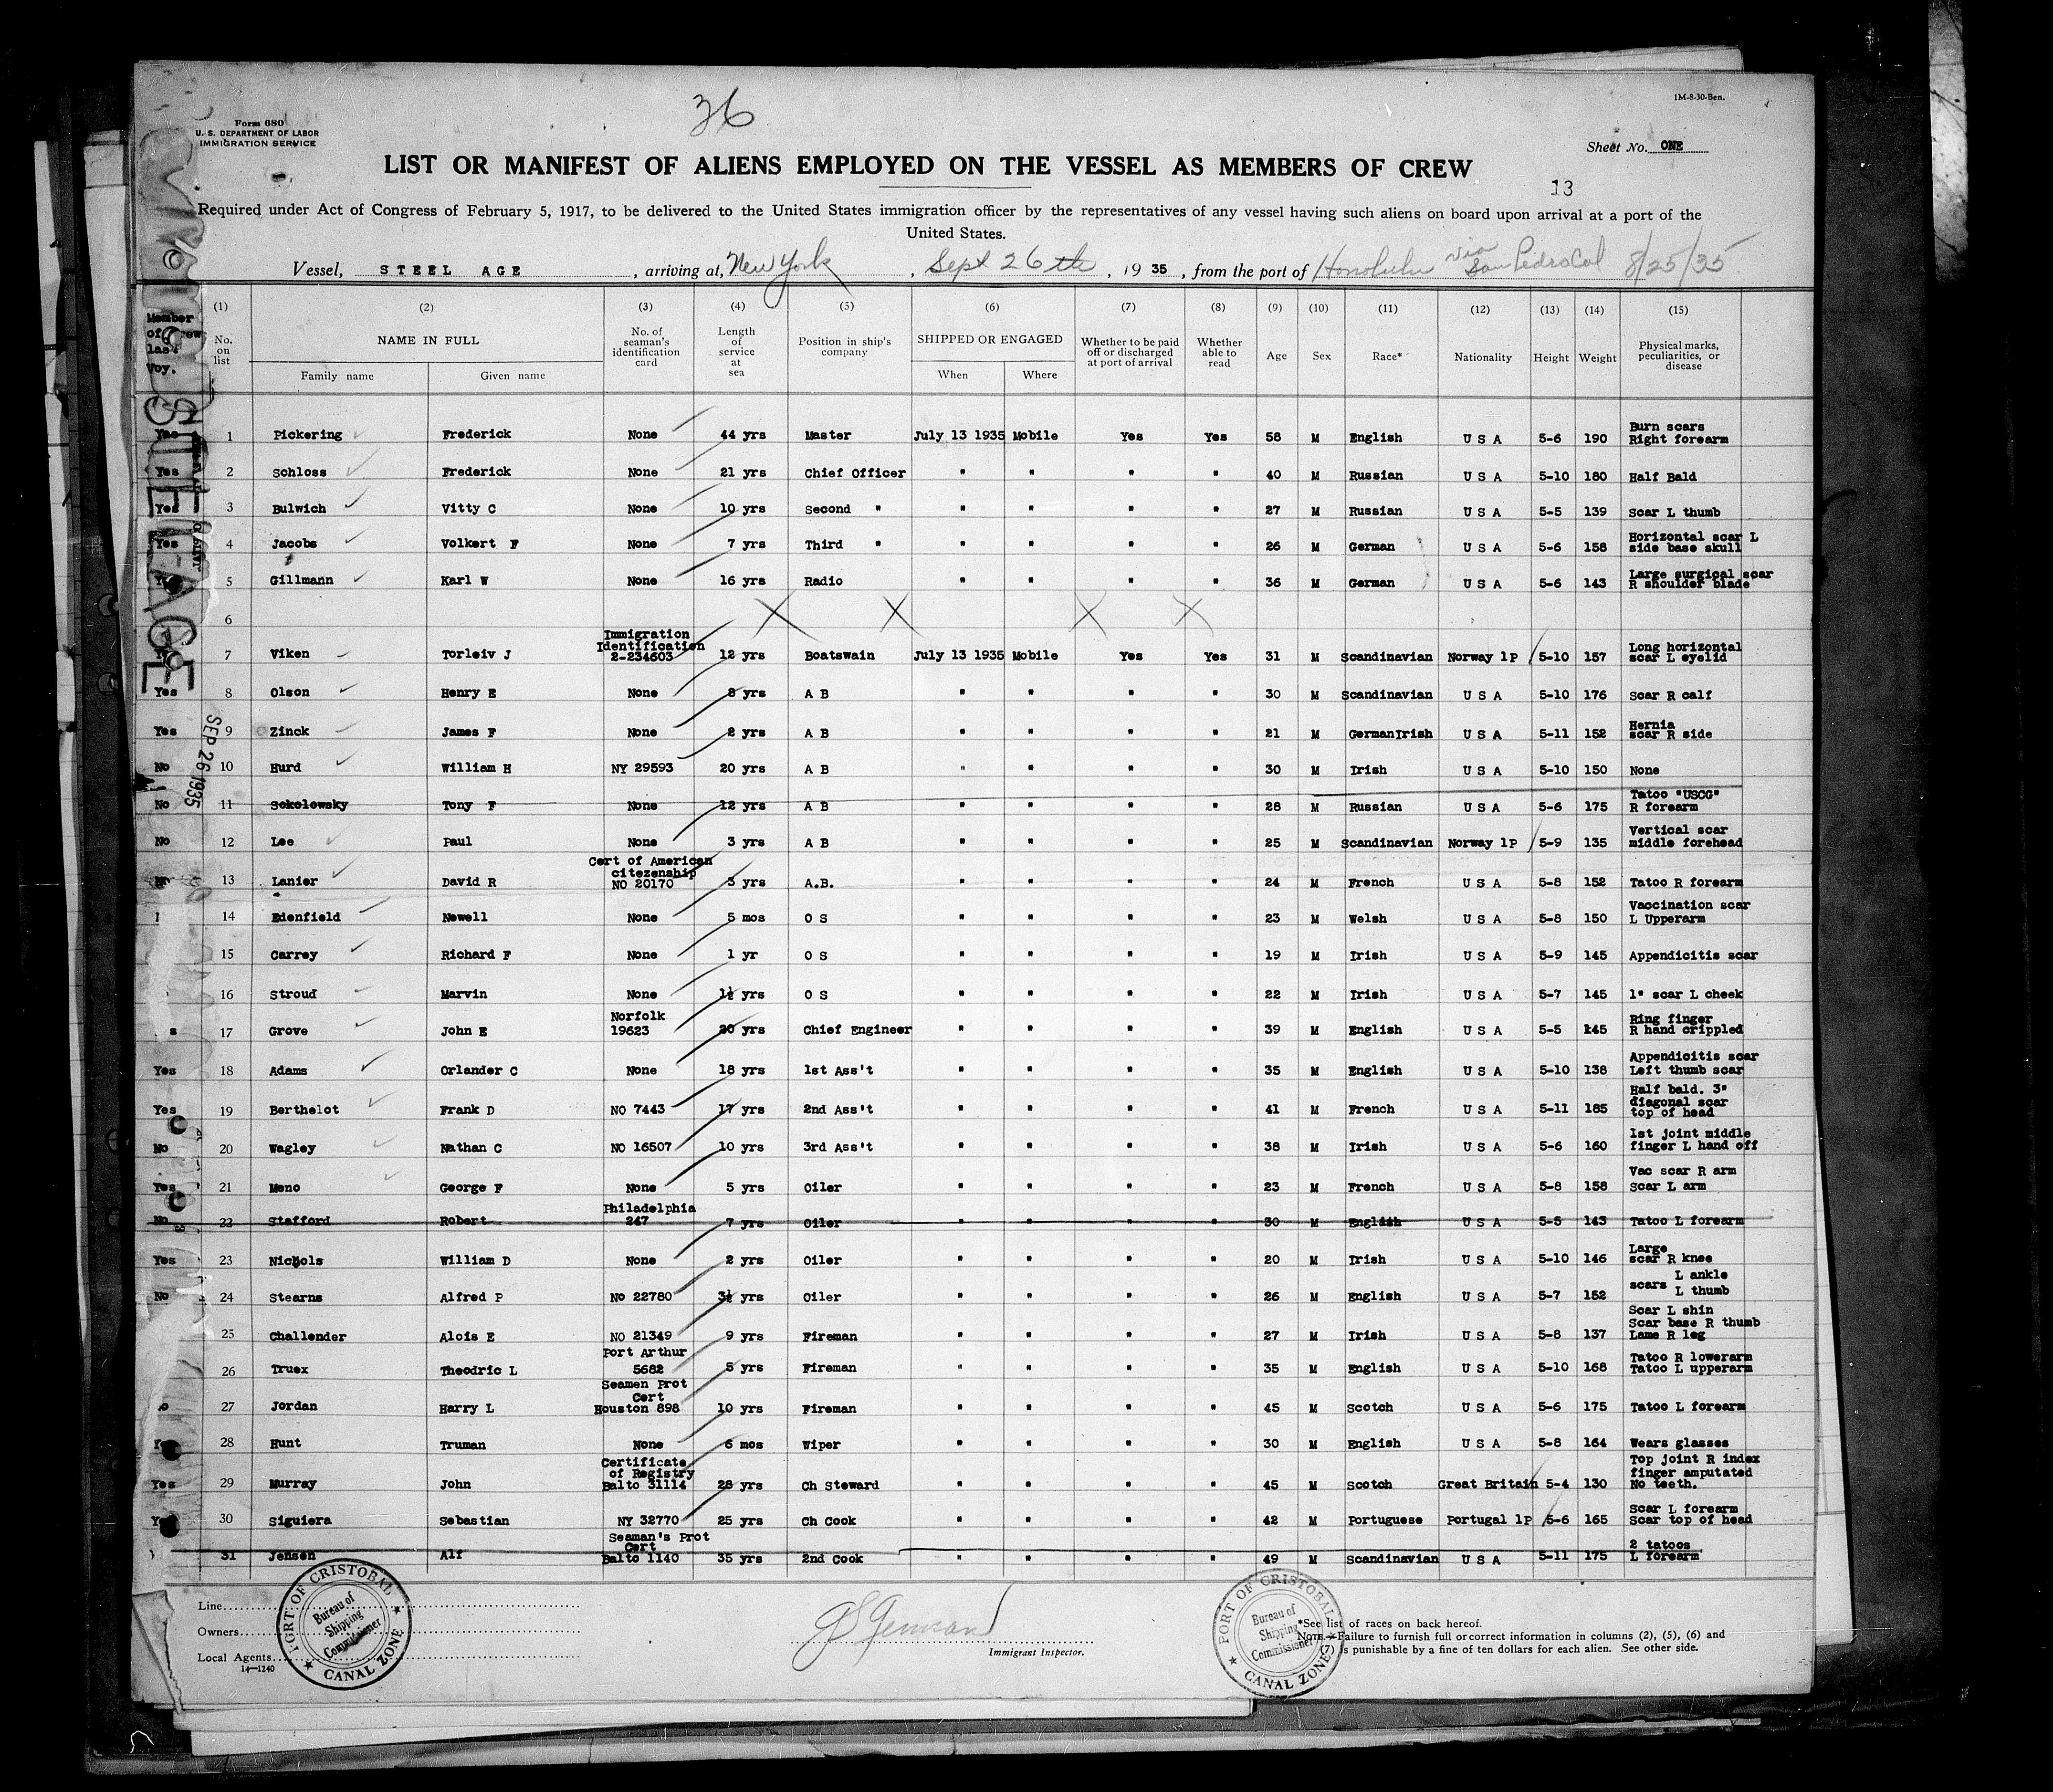 36
1M-8-30-Ben.
Form 680
U. S. DEPARTMENT OF LABOR
IMMIGRATION SERVICE
Sheet No. ONE
LIST OR MANIFEST OF ALIENS EMPLOYED ON THE VESSEL AS MEMBERS OF CREW
13
Required under Act of Congress of February 5, 1917, to be delivered to the United States immigration officer by the representatives of any vessel having such aliens on board upon arrival at a port of the
United States.
Vessel, STEEL AGE, arriving at, New York, Sept 26th, 1935, from the port of Honolulu via San Pedro Cal 8/25/35
Member of Crew last voy. (1) No. on list (2) NAME IN FULL Family name Given name (3) No. of seaman's identification card (4) Length of service at sea (5) Position in ship's company (6) SHIPPED OR ENGAGED When Where (7) Whether to be paid off or discharged at port of arrival (8) Whether able to read (9) Age (10) Sex (11) Race* (12) Nationality (13) Height (14) Weight (15) Physical marks, peculiarities, or disease
STEEL AGE
SEP 26 1935
Yes 1 Pickering Frederick None 44 yrs Master July 13 1935 Mobile Yes Yes 58 M English U S A 5-6 190 Burn scars Right forearm
Yes 2 Schloss Frederick None 21 yrs Chief Officer " " " " 40 M Russian U S A 5-10 180 Half Bald
Yes 3 Bulwich Vitty C None 10 yrs Second " " " " " 27 M Russian U S A 5-5 139 Scar L thumb
Yes 4 Jacobs Volkert F None 7 yrs Third " " " " " 26 M German U S A 5-6 158 Horizontal scar L side base skull
5 Gillmann Karl W None 16 yrs Radio " " " " 36 M German U S A 5-6 143 Large surgical scar R shoulder blade
6 X X X X
7 Viken Torleiv J Immigration Identification 2-234603 12 yrs Boatswain July 13 1935 Mobile Yes Yes 31 M Scandinavian Norway 1P 5-10 157 Long horizontal scar L eyelid
Yes 8 Olson Henry E None 8 yrs A B " " " " 30 M Scandinavian U S A 5-10 176 Scar R calf
Yes 9 Zinck James F None 2 yrs A B " " " " 21 M GermanIrish U S A 5-11 152 Hernia scar R side
No 10 Hurd William H NY 29593 20 yrs A B " " " " 30 M Irish U S A 5-10 150 None
No 11 Sokolowsky Tony F None 12 yrs A B " " " " 28 M Russian U S A 5-6 175 Tatoo "USCG" R forearm
No 12 Lee Paul None 3 yrs A B " " " " 25 M Scandinavian Norway 1P 5-9 135 Vertical scar middle forehead
13 Lanier David R Cert of American citezenship NO 20170 3 yrs A.B. " " " " 24 M French U S A 5-8 152 Tatoo R forearm
14 Edenfield Newell None 5 mos O S " " " " 23 M Welsh U S A 5-8 150 Vaccination scar L Upperarm
15 Carrey Richard F None 1 yr O S " " " " 19 M Irish U S A 5-9 145 Appendicitis scar
16 Stroud Marvin None 1½ yrs O S " " " " 22 M Irish U S A 5-7 145 1" scar L cheek
s 17 Grove John E Norfolk 19623 20 yrs Chief Engineer " " " " 39 M English U S A 5-5 145 Ring finger R hand crippled
Yes 18 Adams Orlander C None 18 yrs 1st Ass't " " " " 35 M English U S A 5-10 138 Appendicitis scar Left thumb scar
Yes 19 Berthelot Frank D NO 7443 17 yrs 2nd Ass't " " " " 41 M French U S A 5-11 185 Half bald. 3" diagonal scar top of head
No 20 Wagley Nathan C NO 16507 10 yrs 3rd Ass't " " " " 38 M Irish U S A 5-6 160 1st joint middle finger L hand off
Yes 21 Meno George F None 5 yrs Oiler " " " " 23 M French U S A 5-8 158 Vac scar R arm Scar L arm
No 22 Stafford Robert Philadelphia 247 7 yrs Oiler " " " " 30 M English U S A 5-5 143 Tatoo L forearm
Yes 23 Nichols William D None 2 yrs Oiler " " " " 20 M Irish U S A 5-10 146 Large scar R knee
No 24 Stearns Alfred P NO 22780 3½ yrs Oiler " " " " 26 M English U S A 5-7 152 scars L ankle L thumb
25 Challender Alois E NO 21349 9 yrs Fireman " " " " 27 M Irish U S A 5-8 137 Scar L shin Scar base R thumb Lame R leg
26 Truex Theodric L Port Arthur 5682 5 yrs Fireman " " " " 35 M English U S A 5-10 168 Tatoo R lowerarm Tatoo L upperarm
o 27 Jordan Harry L Seamen Prot Cert Houston 898 10 yrs Fireman " " " " 45 M Scotch U S A 5-6 175 Tatoo L forearm
28 Hunt Truman None 6 mos Wiper " " " " 30 M English U S A 5-8 164 Wears glasses
Yes 29 Murray John Certificate of Registry Balto 31114 28 yrs Ch Steward " " " " 45 M Scotch Great Britain 5-4 130 Top joint R index finger amputated No teeth.
30 Siguiera Sebastian NY 32770 25 yrs Ch Cook " " " " 42 M Portuguese Portugal 1P 5-6 165 Scar L forearm Scar top of head
31 Jensen Alf Seaman's Prot Cert Balto 1140 35 yrs 2nd Cook " " " " 49 M Scandinavian U S A 5-11 175 2 tatoos L forearm
Line
Owners
Local Agents
14—1240
PORT OF CRISTOBAL Bureau of Shipping Commissioner CANAL ZONE
Immigrant Inspector.
PORT OF CRISTOBAL Bureau of Shipping Commissioner CANAL ZONE
*See list of races on back hereof.
NOTE.—Failure to furnish full or correct information in columns (2), (5), (6) and
(7) is punishable by a fine of ten dollars for each alien. See other side.